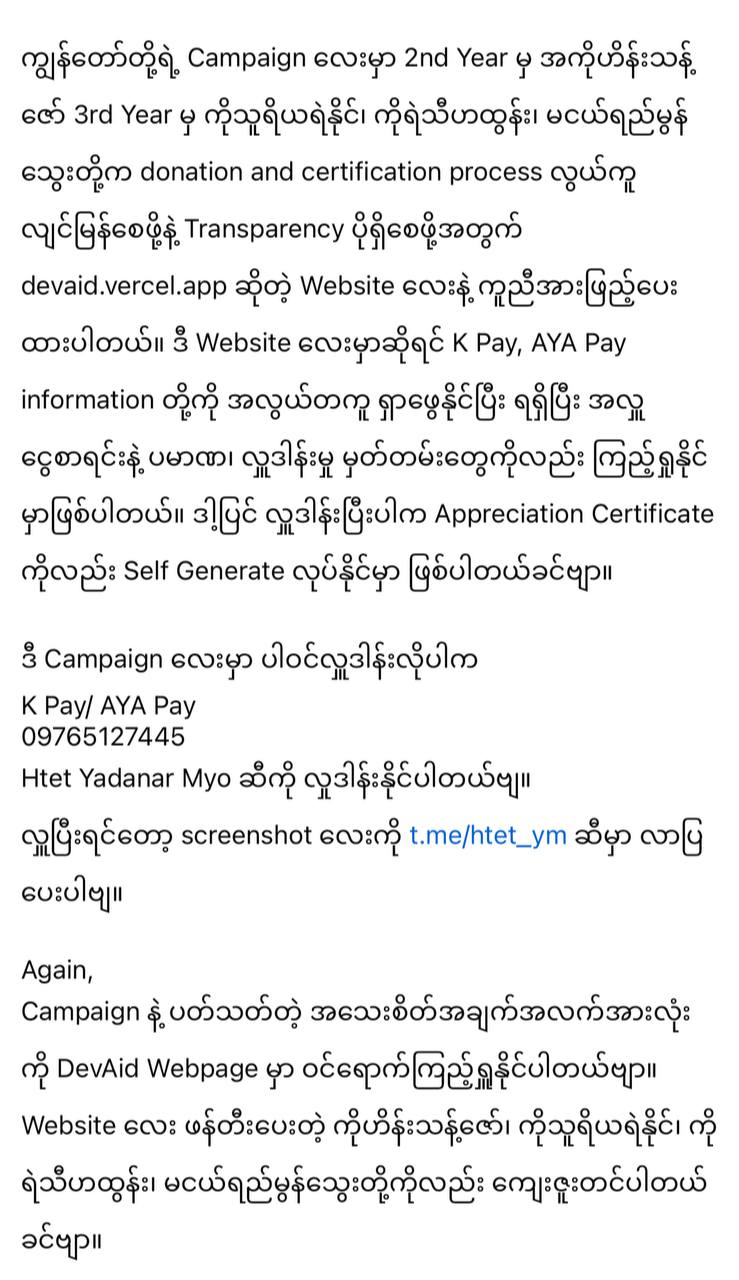 ကျွန်တော်တို့ရဲ့ Campaign လေးမှာ 2nd Year မှ အကိုဟိန်းသန့်
ဇော် 3rd Year မှ ကိုသူရိယရဲနိုင်၊ ကိုရဲသီဟထွန်း၊ မငယ်ရည်မွန်
သွေးတို့က donation and certification process လွယ်ကူ
လျင်မြန်စေဖို့နဲ့ Transparency ပိုရှိစေဖို့အတွက်
devaid.vercel.app ဆိုတဲ့ Website လေးနဲ့ ကူညီအားဖြည့်ပေး
ထားပါတယ်။ ဒီ Website လေးမှာဆိုရင် K Pay, AYA Pay
information တို့ကို အလွယ်တကူ ရှာဖွေနိုင်ပြီး ရရှိပြီး အလှူ
ငွေစာရင်းနဲ့ ပမာဏ၊ လှူဒါန်းမှု မှတ်တမ်းတွေကိုလည်း ကြည့်ရှုနိုင်
မှာဖြစ်ပါတယ်။ ဒါ့ပြင် လှူဒါန်းပြီးပါက Appreciation Certificate
ကိုလည်း Self Generate လုပ်နိုင်မှာ ဖြစ်ပါတယ်ခင်ဗျာ။
ဒီ Campaign လေးမှာ ပါဝင်လှူဒါန်းလိုပါက
K Pay/ AYA Pay
09765127445
Htet Yadanar Myo ဆီကို လှုဒါန်းနိုင်ပါတယ်ဗျ။
လှူပြီးရင်တော့ screenshot လေးကို t.me/htet_ym ဆီမှာ လာပြ
ပေးပါဗျ။
Again,
Campaign နဲ့ ပတ်သတ်တဲ့ အသေးစိတ်အချက်အလက်အားလုံး
ကို DevAid Webpage မှာ ဝင်ရောက်ကြည့်ရှူနိုင်ပါတယ်ဗျာ။
Website လေး ဖန်တီးပေးတဲ့ ကိုဟိန်းသန့်ဇော်၊ ကိုသူရိယရဲနိုင်၊ ကို
ရဲသီဟထွန်း၊ မငယ်ရည်မွန်သွေးတို့ကိုလည်း ကျေးဇူးတင်ပါတယ်
ခင်ဗျာ။